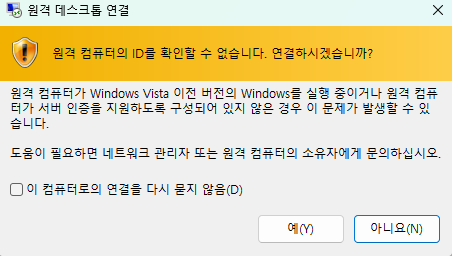 원격 데스크톱 연결
원격 컴퓨터의 ID를 확인할 수 없습니다. 연결하시겠습니까?
원격 컴퓨터가 Windows Vista 이전 버전의 Windows를 실행 중이거나 원격 컴퓨
터가 서버 인증을 지원하도록 구성되어 있지 않은 경우 이 문제가 발생할 수 있
습니다.
도움이 필요하면 네트워크 관리자 또는 원격 컴퓨터의 소유자에게 문의하십시오.
이 컴퓨터로의 연결을 다시 묻지 않음(D)
예(Y)
아니요(N)